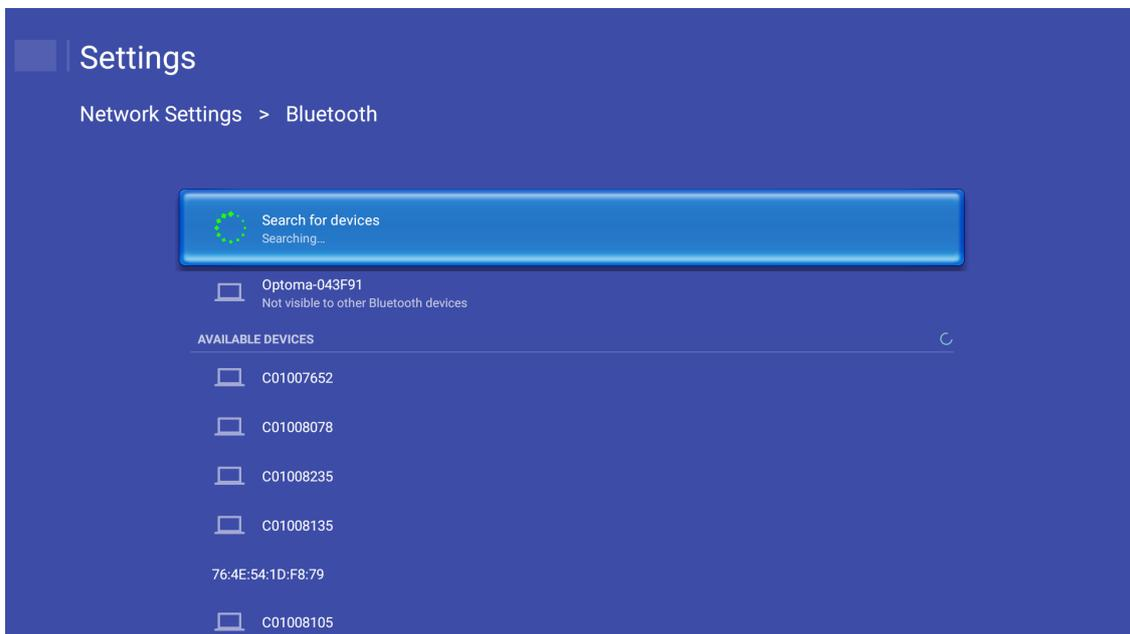 Settings
Network Settings > Bluetooth
Search for devices
Searching...
Optoma-043F91
Not visible to other Bluetooth devices
AVAILABLE DEVICES
C01007652
C01008078
C01008235
C01008135
76:4E:54:1D:F8:79
C01008105